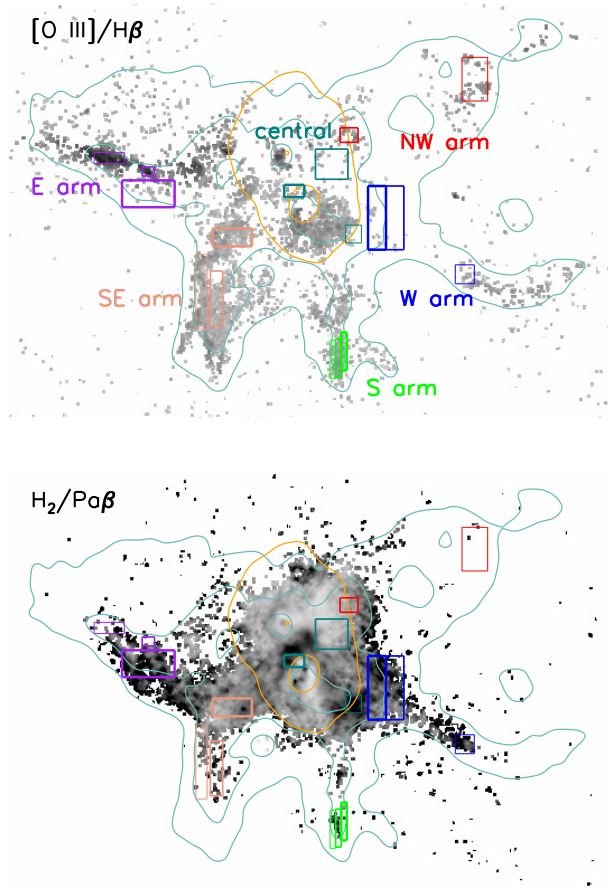 [O III]/Hβ
central
NW arm
E arm
SE arm
W arm
S arm
H₂/Paβ